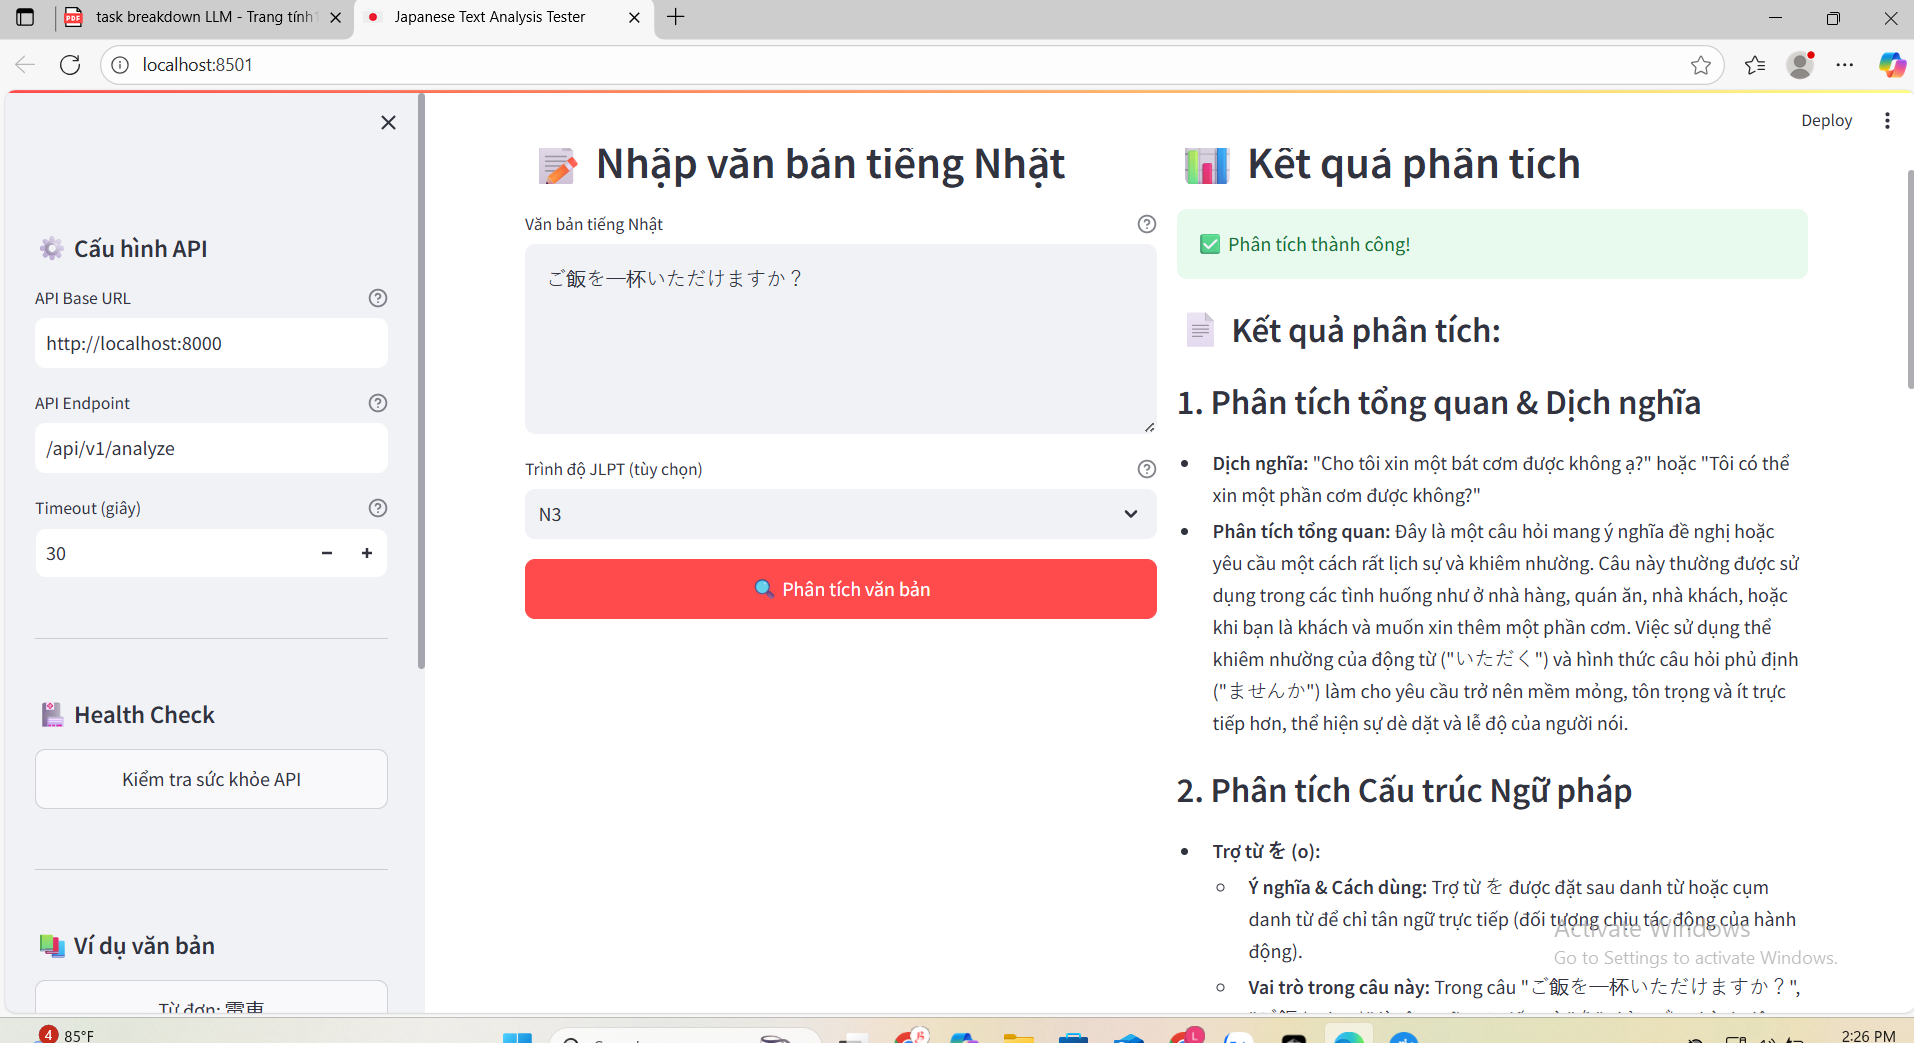 task breakdown LLM - Trang tính1
Japanese Text Analysis Tester
localhost:8501
Deploy
Cấu hình API
API Base URL
http://localhost:8000
API Endpoint
/api/v1/analyze
Timeout (giây)
30
Health Check
Kiểm tra sức khỏe API
Ví dụ văn bản
Từ đơn: 電車
Nhập văn bản tiếng Nhật
Văn bản tiếng Nhật
ご飯を一杯いただけますか？
Trình độ JLPT (tùy chọn)
N3
Phân tích văn bản
Kết quả phân tích
Phân tích thành công!
Kết quả phân tích:
1. Phân tích tổng quan & Dịch nghĩa
Dịch nghĩa: "Cho tôi xin một bát cơm được không ạ?" hoặc "Tôi có thể
xin một phần cơm được không?"
Phân tích tổng quan: Đây là một câu hỏi mang ý nghĩa đề nghị hoặc
yêu cầu một cách rất lịch sự và khiêm nhường. Câu này thường được sử
dụng trong các tình huống như ở nhà hàng, quán ăn, nhà khách, hoặc
khi bạn là khách và muốn xin thêm một phần cơm. Việc sử dụng thể
khiêm nhường của động từ ("いただく") và hình thức câu hỏi phủ định
("ませんか") làm cho yêu cầu trở nên mềm mỏng, tôn trọng và ít trực
tiếp hơn, thể hiện sự dè dặt và lễ độ của người nói.
2. Phân tích Cấu trúc Ngữ pháp
Trợ từ を (o):
Ý nghĩa & Cách dùng: Trợ từ を được đặt sau danh từ hoặc cụm
danh từ để chỉ tân ngữ trực tiếp (đối tượng chịu tác động của hành
động).
Vai trò trong câu này: Trong câu "ご飯を一杯いただけますか？",
Activate Windows
Go to Settings to activate Windows.
4
85°F
L
2:26 PM